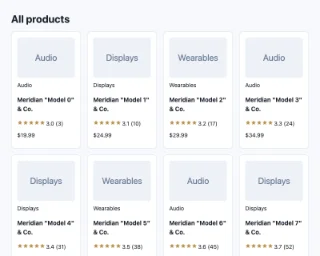 All products
Audio
Displays
Wearables
Audio
Audio
Displays
Wearables
Audio
Meridian "Model 0" & Co.
Meridian "Model 1" & Co.
Meridian "Model 2" & Co.
Meridian "Model 3" & Co.
★★★★★ 3.0 (3)
★★★★★ 3.1 (10)
★★★★★ 3.2 (17)
★★★★★ 3.3 (24)
$19.99
$24.99
$29.99
$34.99
Displays
Wearables
Audio
Displays
Displays
Wearables
Audio
Displays
Meridian "Model 4" & Co.
Meridian "Model 5" & Co.
Meridian "Model 6" & Co.
Meridian "Model 7" & Co.
★★★★★ 3.4 (31)
★★★★★ 3.5 (38)
★★★★★ 3.6 (45)
★★★★★ 3.7 (52)